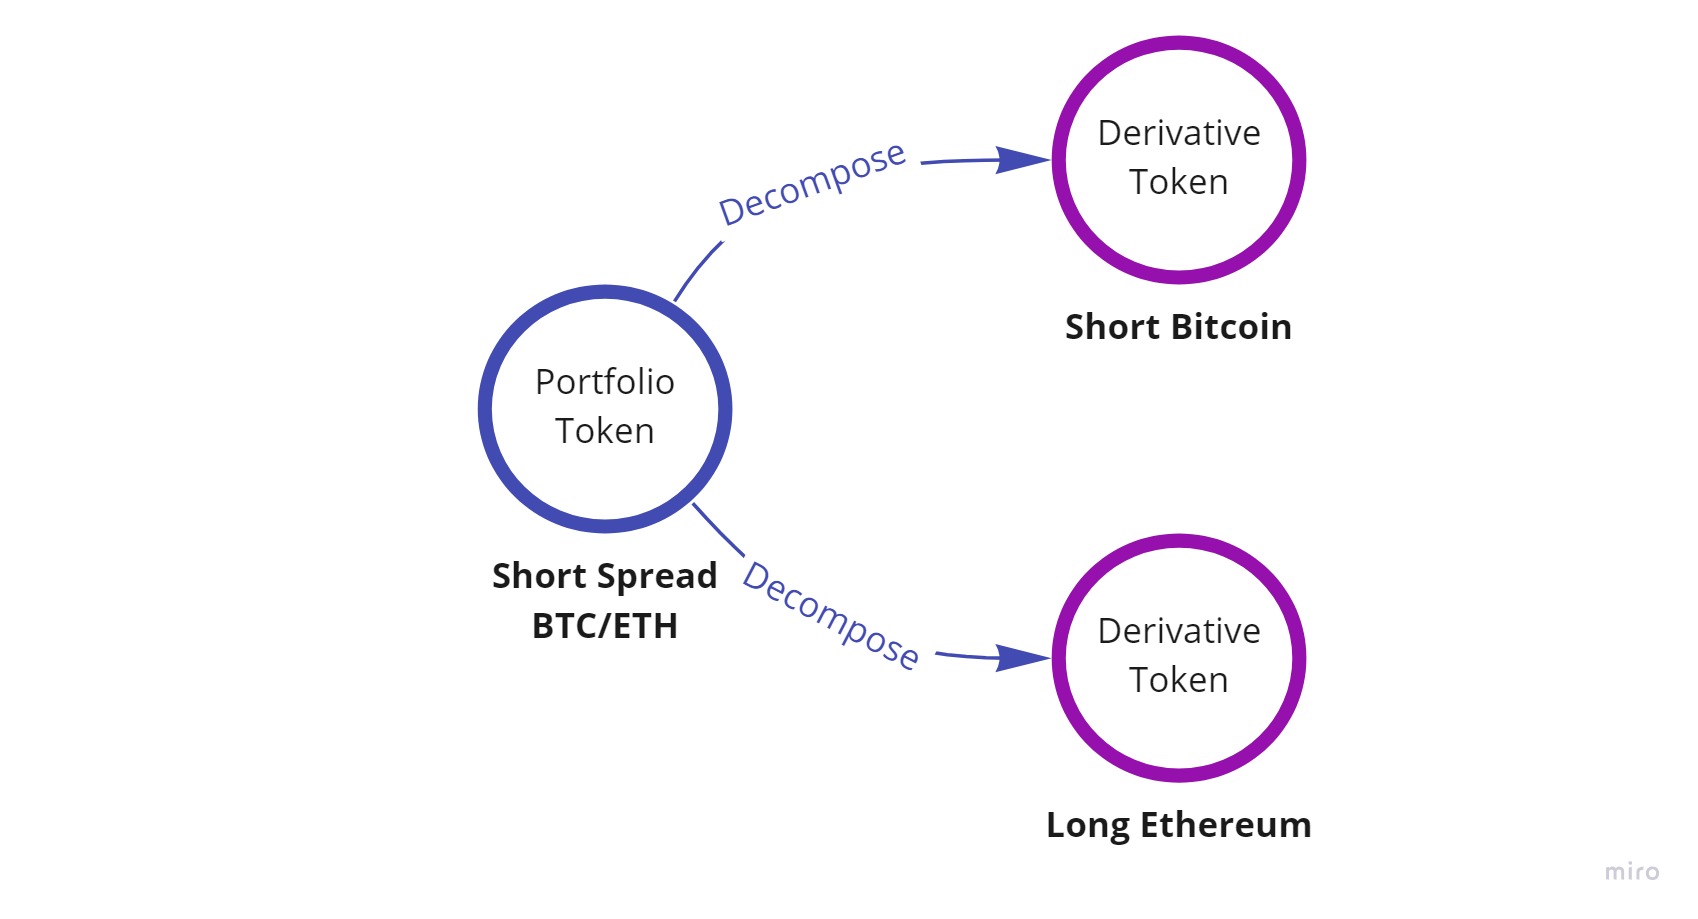 Portfolio
Token
Short Spread
BTC/ETH
Decompose
Derivative
Token
Short Bitcoin
Decompose
Derivative
Token
Long Ethereum
miro